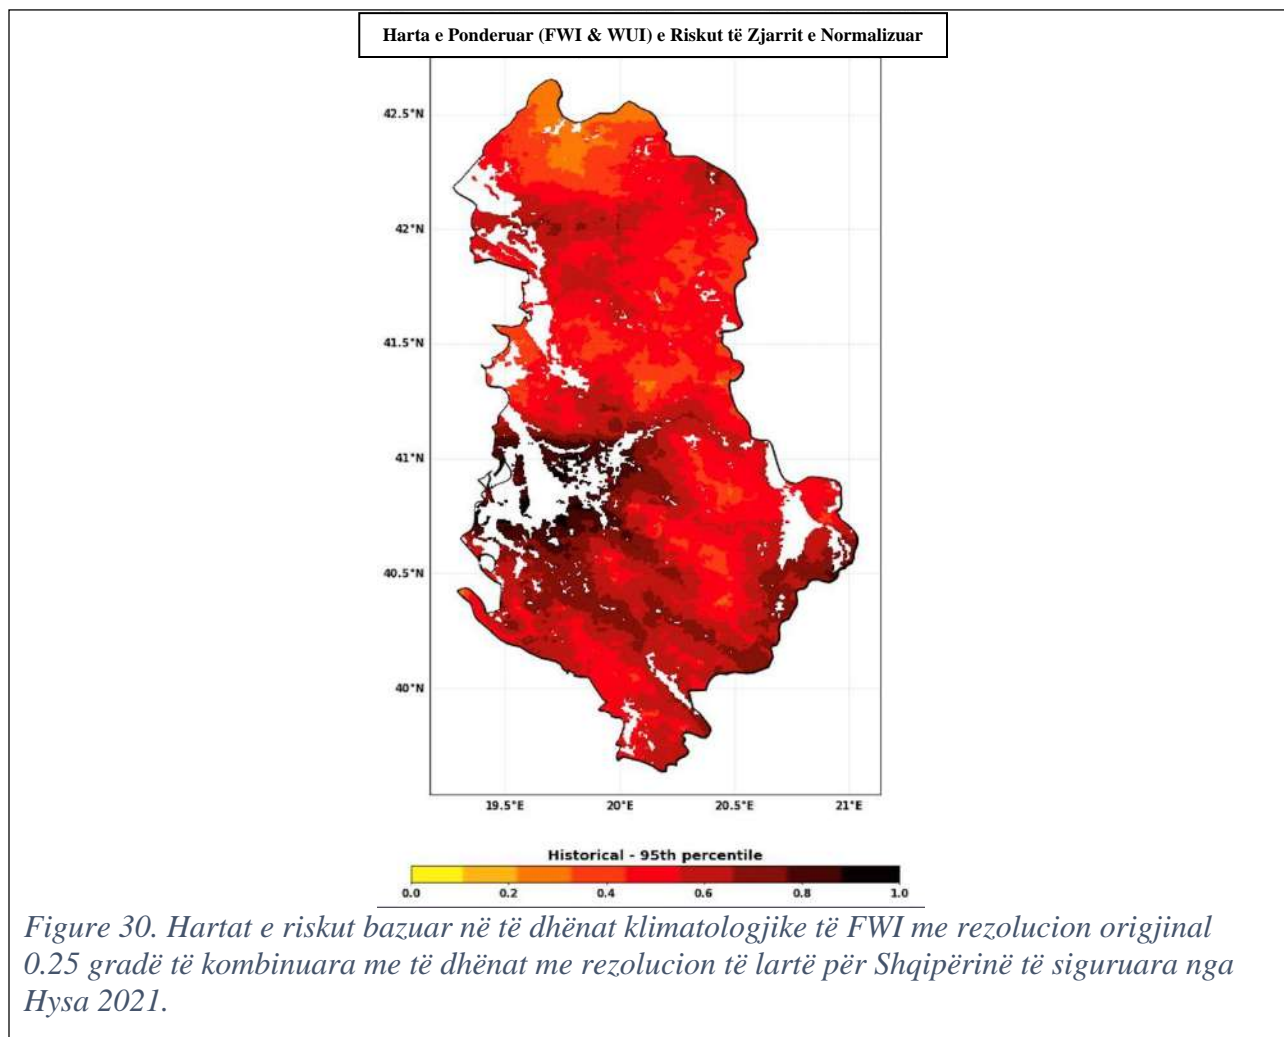 Harta e Ponderuar (FWI & WUI) e Riskut të Zjarrit e Normalizuar
42.5°N
42°N
41.5°N
41°N
40.5°N
40°N
19.5°E
20°E
20.5°E
21°E
Historical - 95th percentile
0.0
0.2
0.4
0.6
0.8
1.0
Figure 30. Hartat e riskut bazuar në të dhënat klimatologjike të FWI me rezolucion origjinal
0.25 gradë të kombinuara me të dhënat me rezolucion të lartë për Shqipërinë të siguruara nga
Hysa 2021.